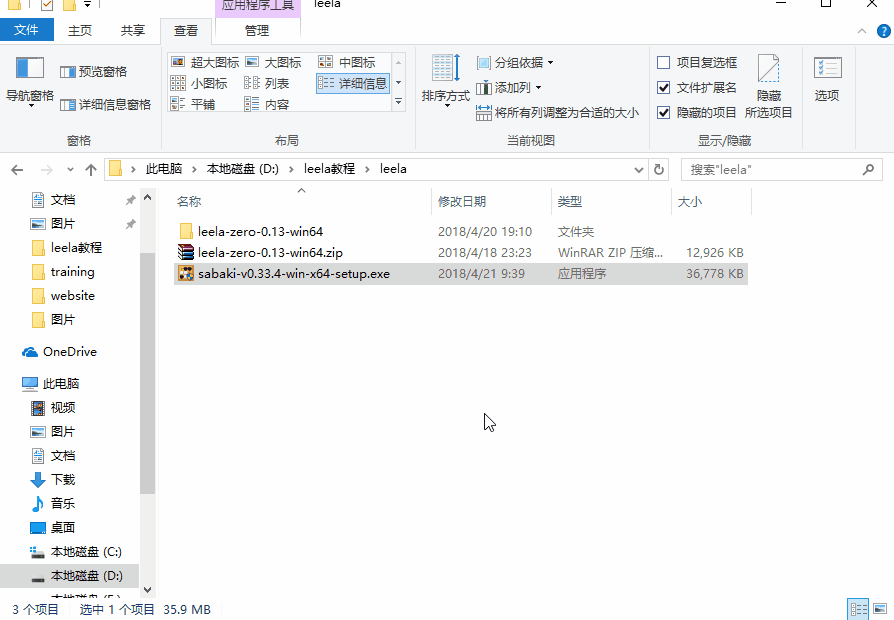 应用程序工具 leela
文件 主页 共享 查看 管理
导航窗格
预览窗格
详细信息窗格
窗格
超大图标 大图标 中图标
小图标 列表 详细信息
平铺 内容
布局
排序方式
分组依据
添加列
将所有列调整为合适的大小
当前视图
项目复选框
文件扩展名
隐藏的项目
隐藏
所选项目
显示/隐藏
选项
此电脑 本地磁盘 (D:) leela教程 leela
搜索"leela"
文档
图片
leela教程
training
website
图片
OneDrive
此电脑
视频
图片
文档
下载
音乐
桌面
本地磁盘 (C:)
本地磁盘 (D:)
名称 修改日期 类型 大小
leela-zero-0.13-win64 2018/4/20 19:10 文件夹
leela-zero-0.13-win64.zip 2018/4/18 23:23 WinRAR ZIP 压缩... 12,926 KB
sabaki-v0.33.4-win-x64-setup.exe 2018/4/21 9:39 应用程序 36,778 KB
3 个项目 选中 1 个项目 35.9 MB